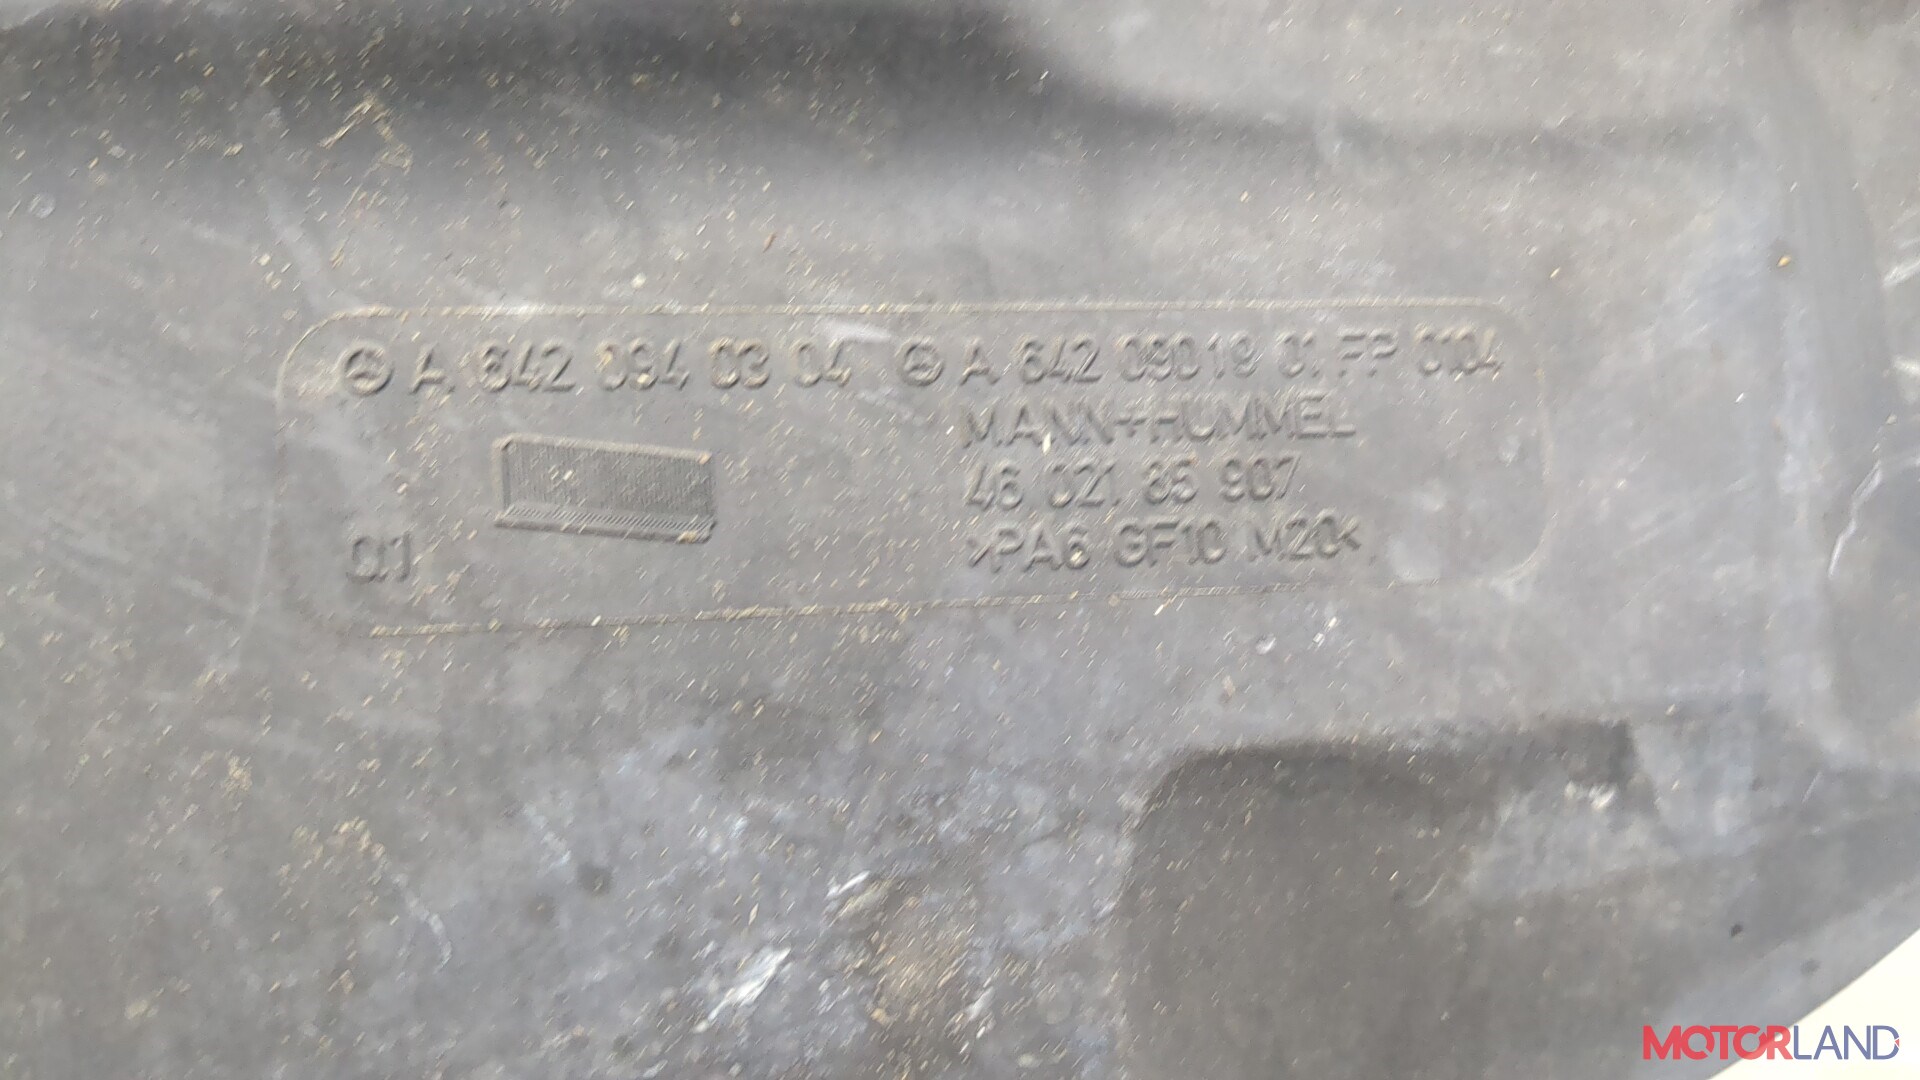 A. 642 094 03 04 A 642 090 19 01. FP 0104
MANN+HUMMEL
46 021 85 907
Q1
>PA6 GF10 M20<
MOTORLAND